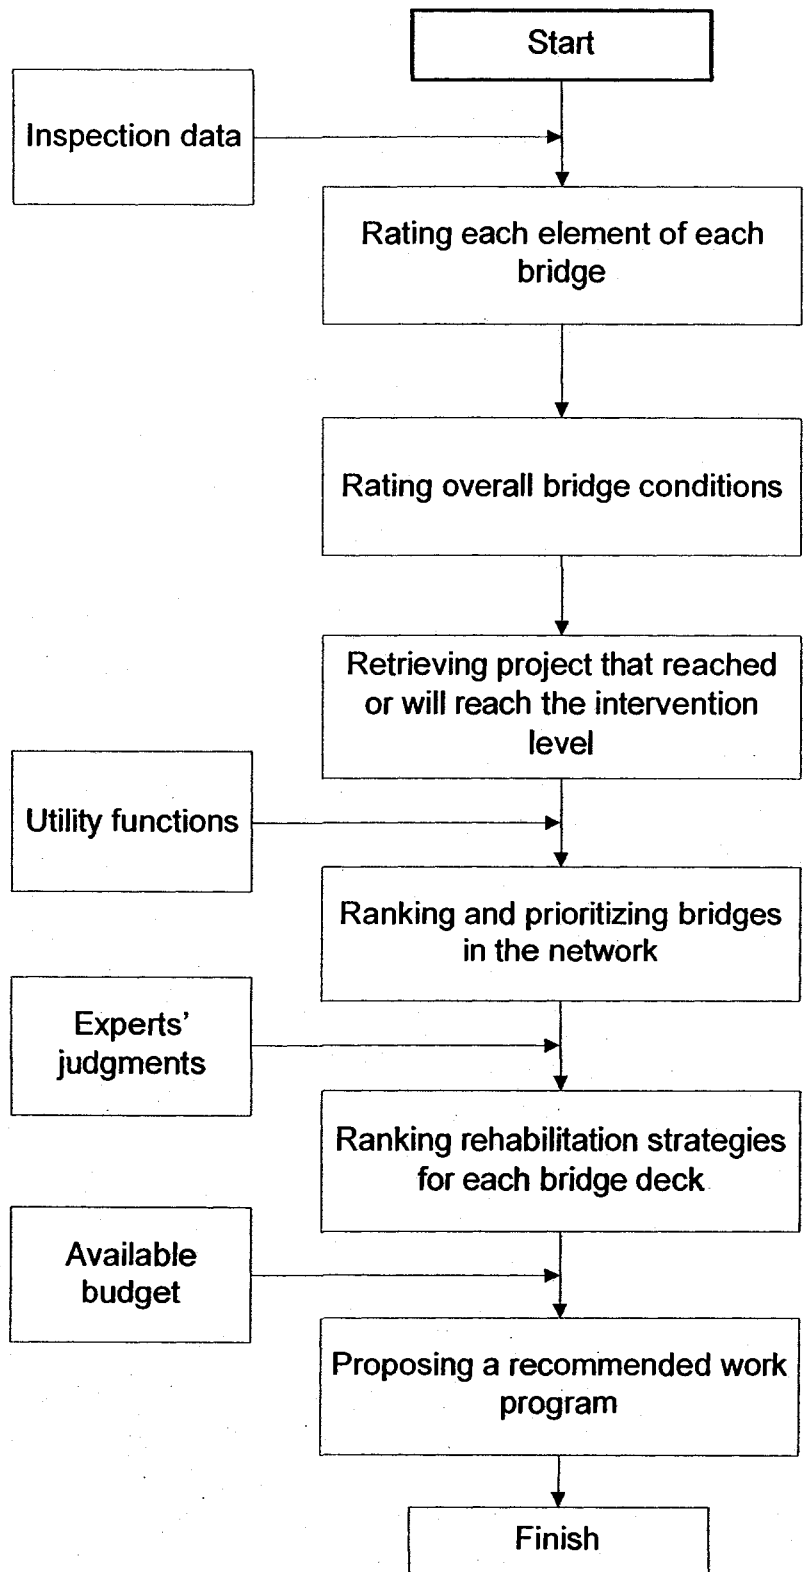 Start
Inspection data
Rating each element of each
bridge
Rating overall bridge conditions
Retrieving project that reached
or will reach the intervention
level
Utility functions
Ranking and prioritizing bridges
in the network
Experts’
judgments
Ranking rehabilitation strategies
for each bridge deck
Available
budget
Proposing a recommended work
program
Finish